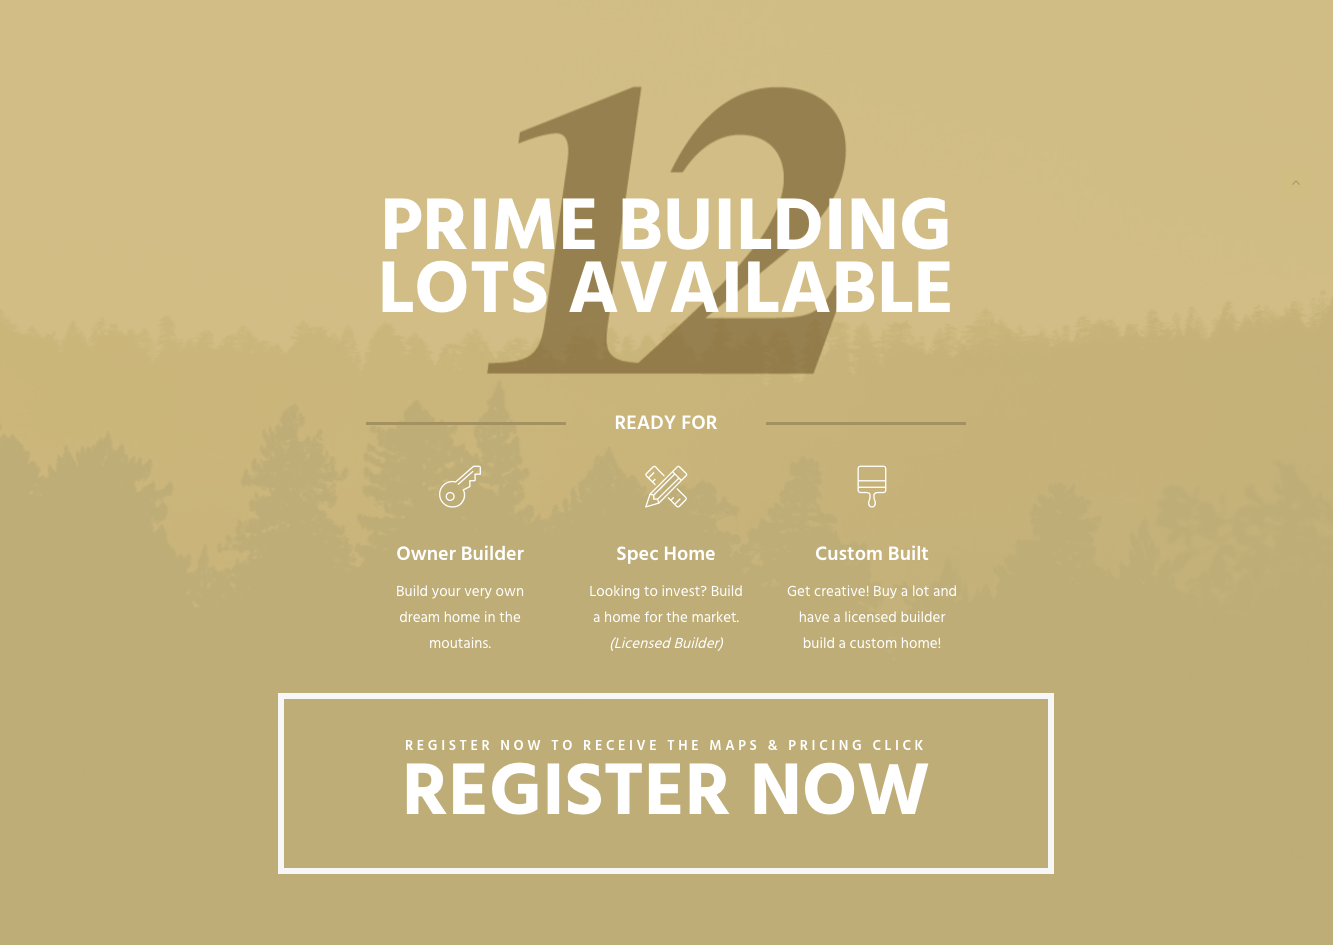 12
PRIME BUILDING
LOTS AVAILABLE
READY FOR
Owner Builder
Build your very own
dream home in the
moutains.
Spec Home
Looking to invest? Build
a home for the market.
(Licensed Builder)
Custom Built
Get creative! Buy a lot and
have a licensed builder
build a custom home!
REGISTER NOW TO RECEIVE THE MAPS & PRICING CLICK
REGISTER NOW